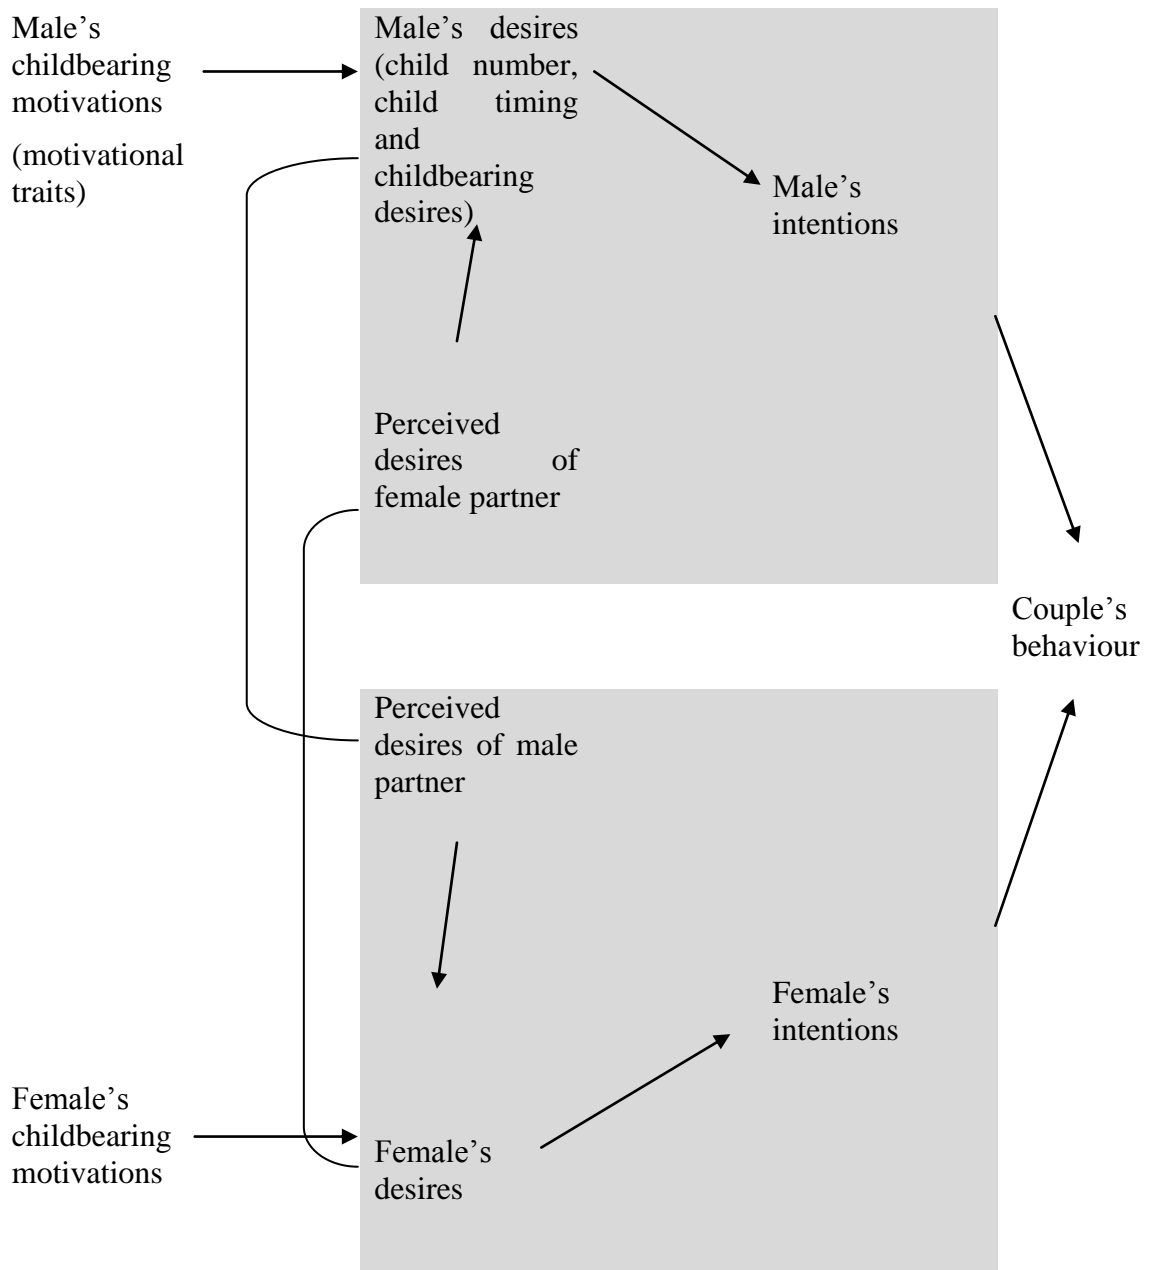 Male’s
childbearing
motivations
(motivational
traits)
Male’s desires
(child number,
child timing
and
childbearing
desires)
Male’s
intentions
Perceived
desires of
female partner
Couple’s
behaviour
Perceived
desires of male
partner
Female’s
intentions
Female’s
childbearing
motivations
Female’s
desires